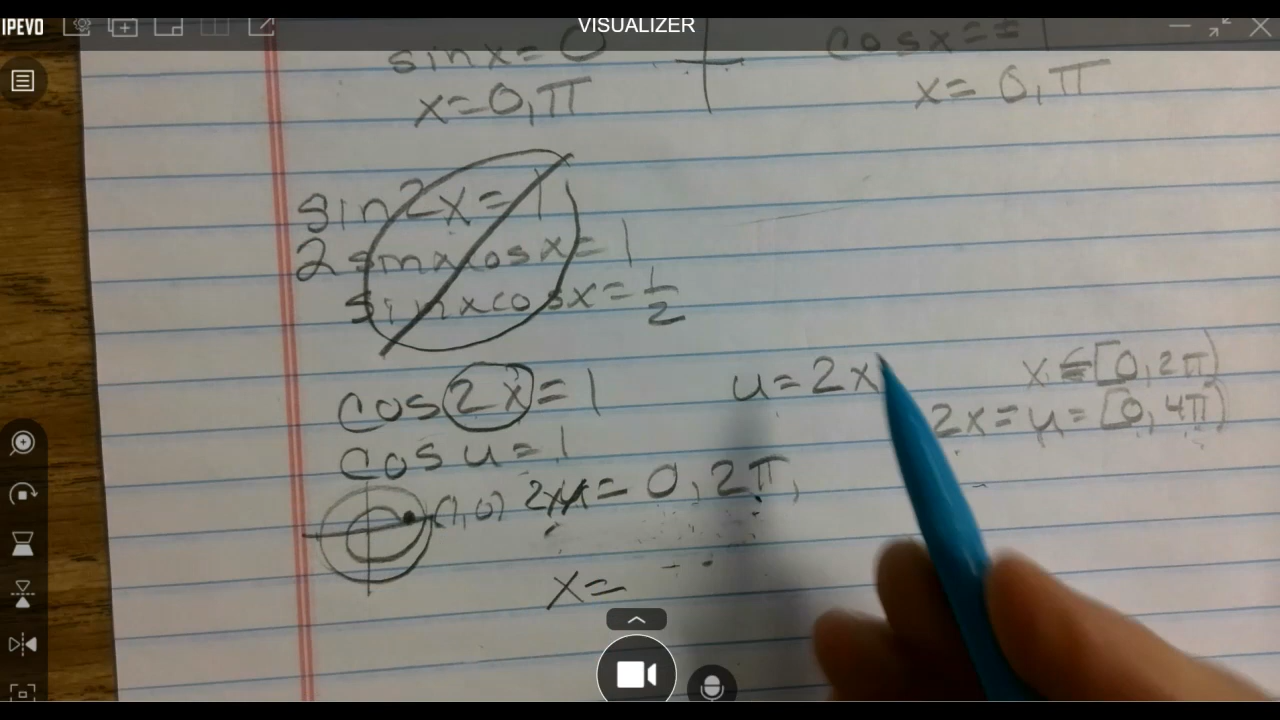 IPEVO
VISUALIZER
sin x = 0
cos x = ± 1
x = 0, π
x = 0, π
sin 2x = 1
2 sin x cos x = 1
sin x cos x = 1/2
cos 2x = 1
u = 2x
x ∈ [0, 2π)
2x = u = [0, 4π)
cos u = 1
(1, 0)
2x = 0, 2π,
x =